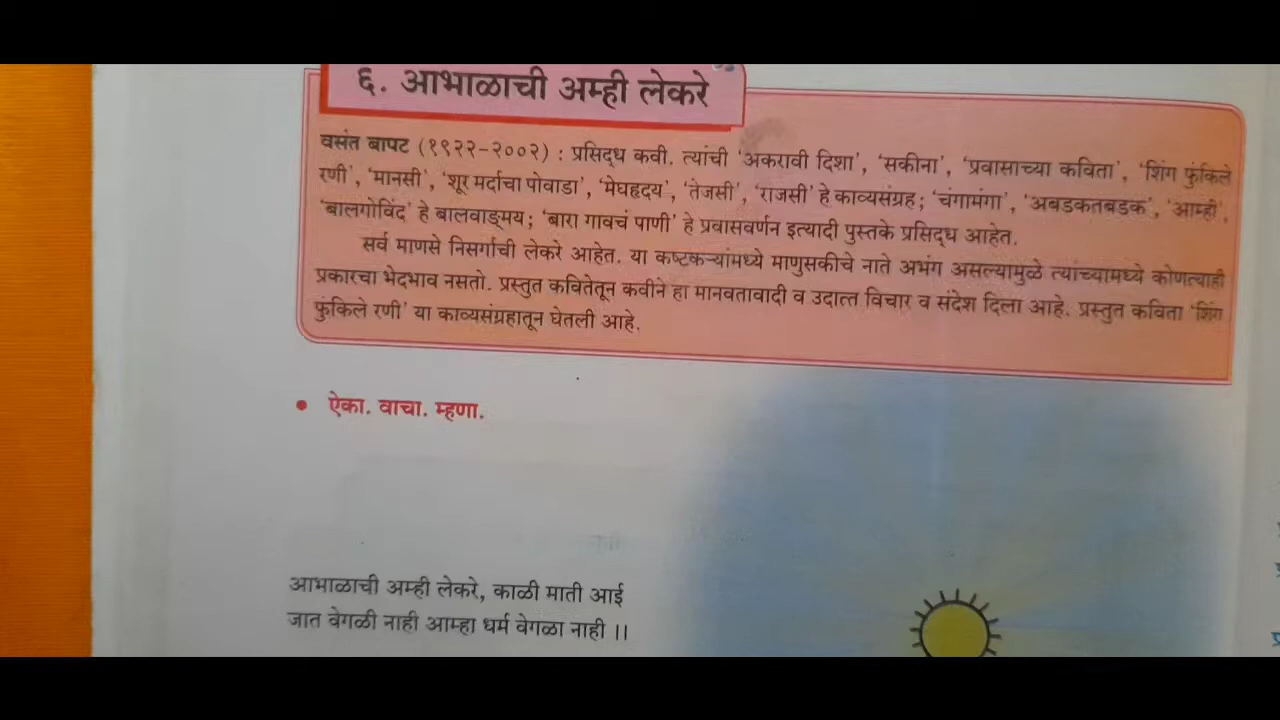 ६. आभाळाची अम्ही लेकरे
वसंत बापट (१९२२-२००२) : प्रसिद्ध कवी. त्यांची ‘अकरावी दिशा’, ‘सकीना’, ‘प्रवासाच्या कविता’, ‘शिंग फुंकिले
रणी’, ‘मानसी’, ‘शूर मर्दाचा पोवाडा’, ‘मेघहृदय’, ‘तेजसी’, ‘राजसी’ हे काव्यसंग्रह; ‘चंगामंगा’, ‘अबडकतबडक’, ‘आम्ही’,
‘बालगोविंद’ हे बालवाङ्मय; ‘बारा गावचं पाणी’ हे प्रवासवर्णन इत्यादी पुस्तके प्रसिद्ध आहेत.
सर्व माणसे निसर्गाची लेकरे आहेत. या कष्टकऱ्यांमध्ये माणुसकीचे नाते अभंग असल्यामुळे त्यांच्यामध्ये कोणत्याही
प्रकारचा भेदभाव नसतो. प्रस्तुत कवितेतून कवीने हा मानवतावादी व उदात्त विचार व संदेश दिला आहे. प्रस्तुत कविता ‘शिंग
फुंकिले रणी’ या काव्यसंग्रहातून घेतली आहे.
• ऐका. वाचा. म्हणा.
आभाळाची अम्ही लेकरे, काळी माती आई
जात वेगळी नाही आम्हा धर्म वेगळा नाही ।।